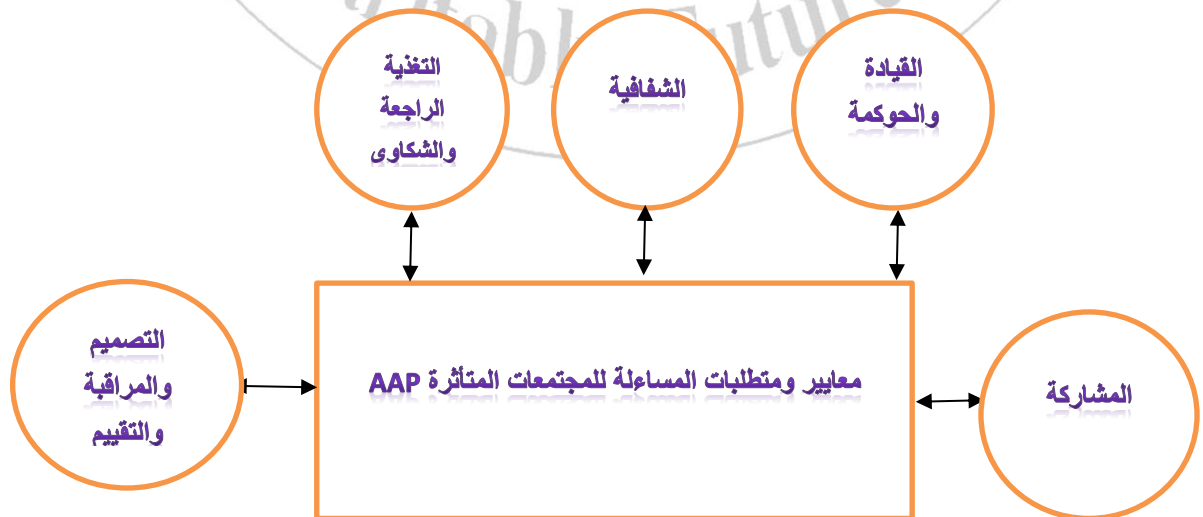 القيادة
والحوكمة
الشفافية
التغذية
الراجعة
والشكاوى
المشاركة
معايير ومتطلبات المساءلة للمجتمعات المتأثرة AAP
التصميم
والمراقبة
والتقييم